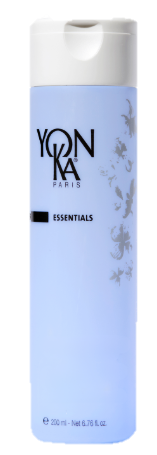 YON
KA®
PARIS
ESSENTIALS
e 200 ml - Net 6.76 fl. oz.